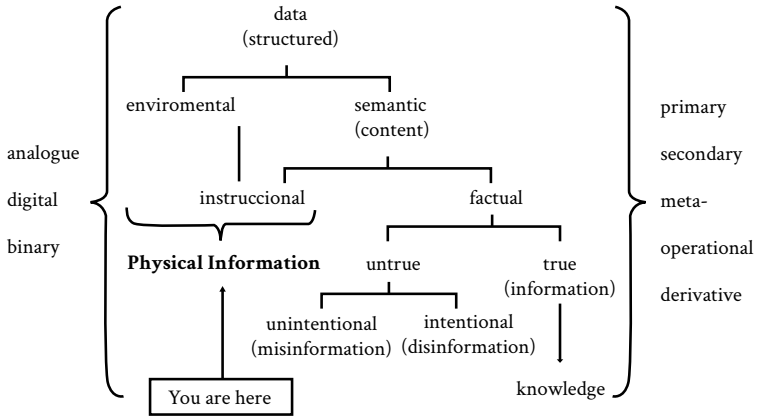 data
(structured)
enviromental
semantic
(content)
analogue
digital
binary
instruccional
factual
Physical Information
untrue
true
(information)
unintentional
(misinformation)
intentional
(disinformation)
You are here
knowledge
primary
secondary
meta-
operational
derivative